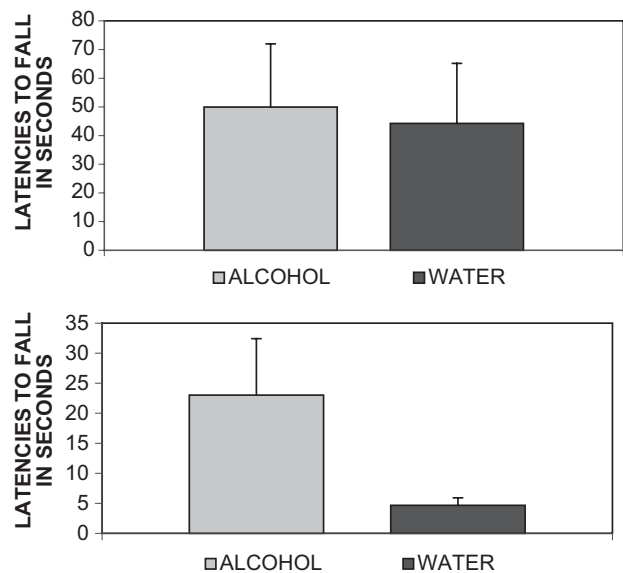 LATENCIES TO FALL
IN SECONDS
80
70
60
50
40
30
20
10
0
ALCOHOL WATER
LATENCIES TO FALL
IN SECONDS
35
30
25
20
15
10
5
0
ALCOHOL WATER